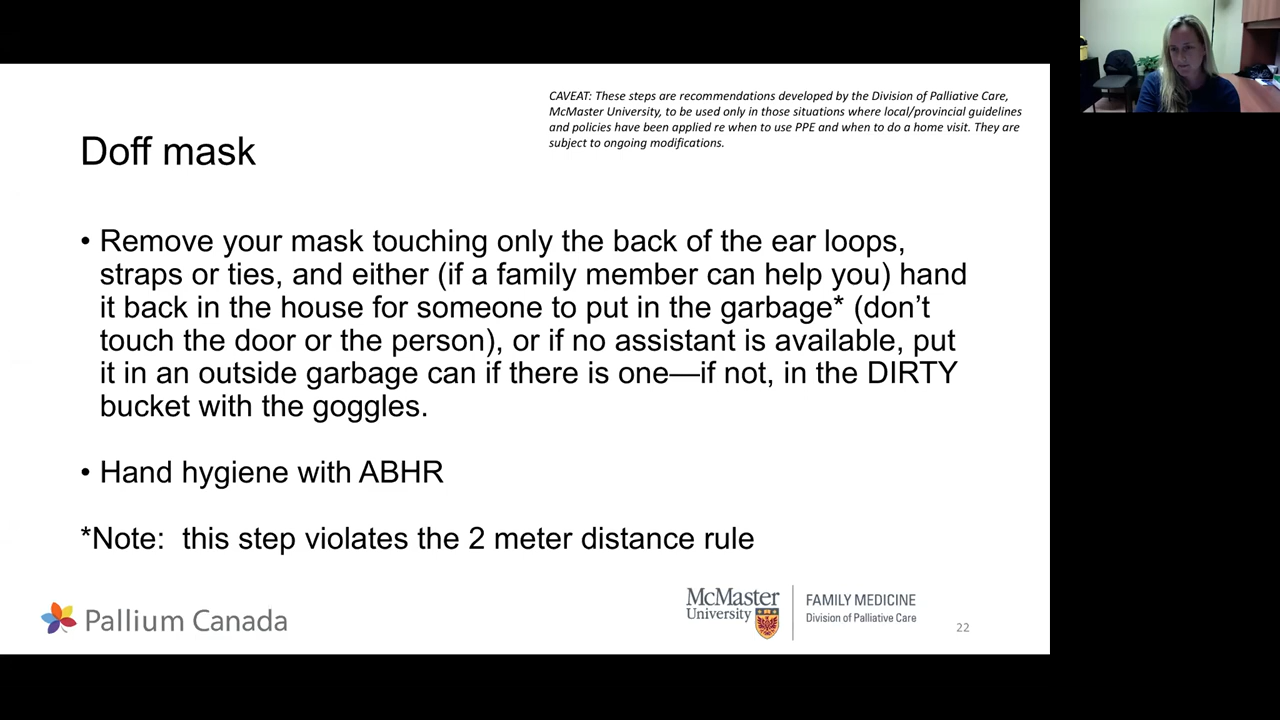 CAVEAT: These steps are recommendations developed by the Division of Palliative Care,
McMaster University, to be used only in those situations where local/provincial guidelines
and policies have been applied re when to use PPE and when to do a home visit. They are
subject to ongoing modifications.
Doff mask
• Remove your mask touching only the back of the ear loops,
straps or ties, and either (if a family member can help you) hand
it back in the house for someone to put in the garbage* (don’t
touch the door or the person), or if no assistant is available, put
it in an outside garbage can if there is one—if not, in the DIRTY
bucket with the goggles.
• Hand hygiene with ABHR
*Note:  this step violates the 2 meter distance rule
Pallium Canada
McMaster
University
FAMILY MEDICINE
Division of Palliative Care
22